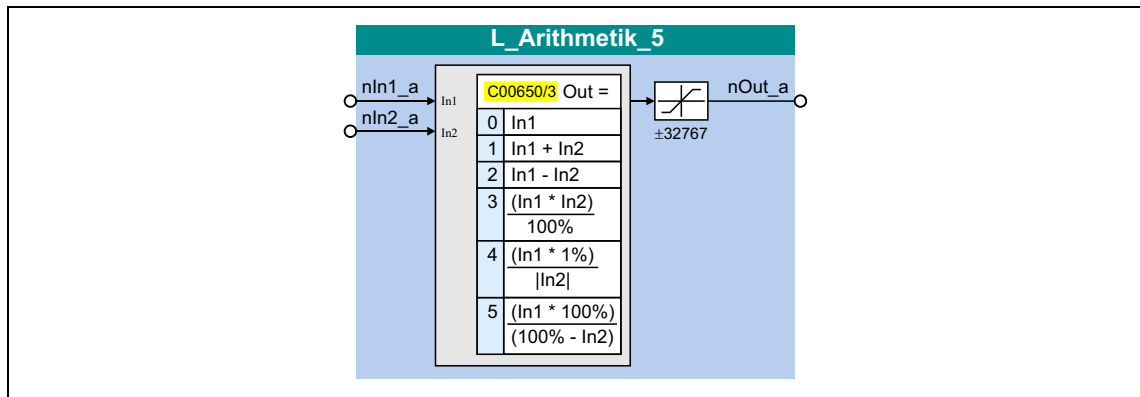 L_Arithmetik_5
nIn1_a
nIn2_a
In1
In2
C00650/3 Out =
0 In1
1 In1 + In2
2 In1 - In2
3 (In1 * In2)
100%
4 (In1 * 1%)
|In2|
5 (In1 * 100%)
(100% - In2)
±32767
nOut_a